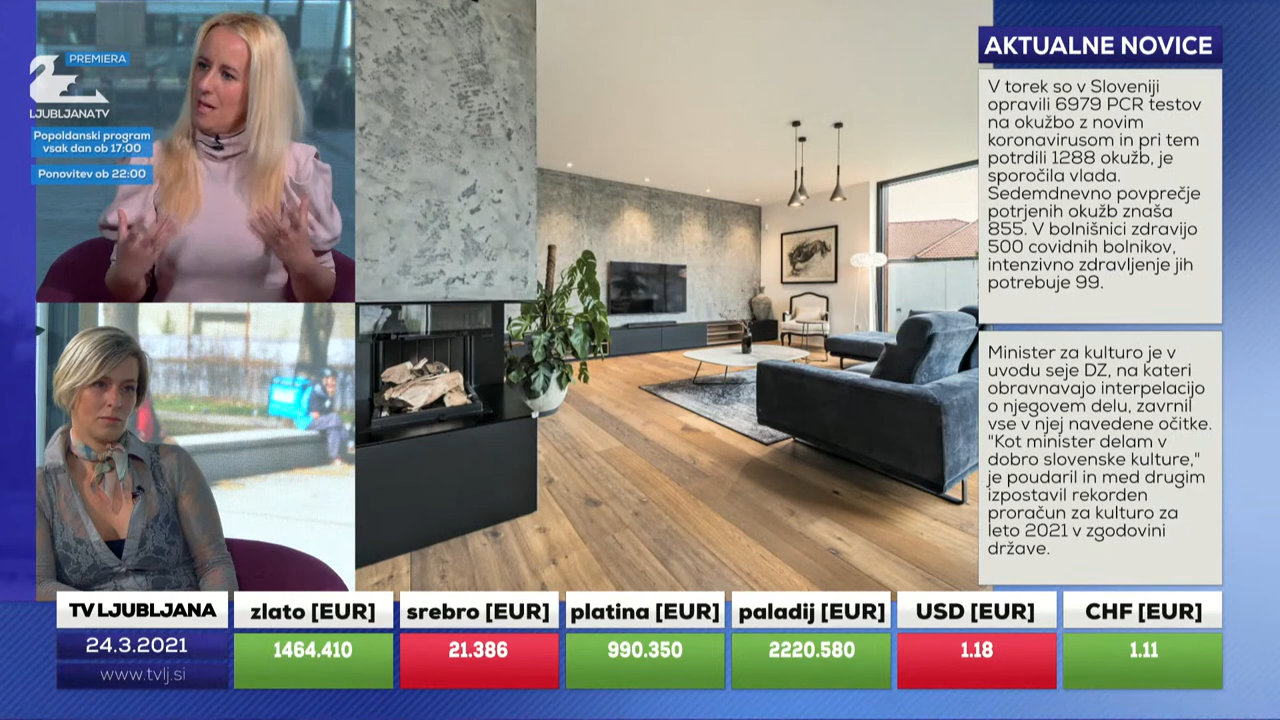 PREMIERA
LJUBLJANATV
Popoldanski program
vsak dan ob 17:00
Ponovitev ob 22:00
AKTUALNE NOVICE
V torek so v Sloveniji
opravili 6979 PCR testov
na okužbo z novim
koronavirusom in pri tem
potrdili 1288 okužb, je
sporočila vlada.
Sedemdnevno povprečje
potrjenih okužb znaša
855. V bolnišnici zdravijo
500 covidnih bolnikov,
intenzivno zdravljenje jih
potrebuje 99.
Minister za kulturo je v
uvodu seje DZ, na kateri
obravnavajo interpelacijo
o njegovem delu, zavrnil
vse v njej navedene očitke.
"Kot minister delam v
dobro slovenske kulture,"
je poudaril in med drugim
izpostavil rekorden
proračun za kulturo za
leto 2021 v zgodovini
države.
TV LJUBLJANA
24.3.2021
www.tvlj.si
zlato [EUR]
1464.410
srebro [EUR]
21.386
platina [EUR]
990.350
paladij [EUR]
2220.580
USD [EUR]
1.18
CHF [EUR]
1.11